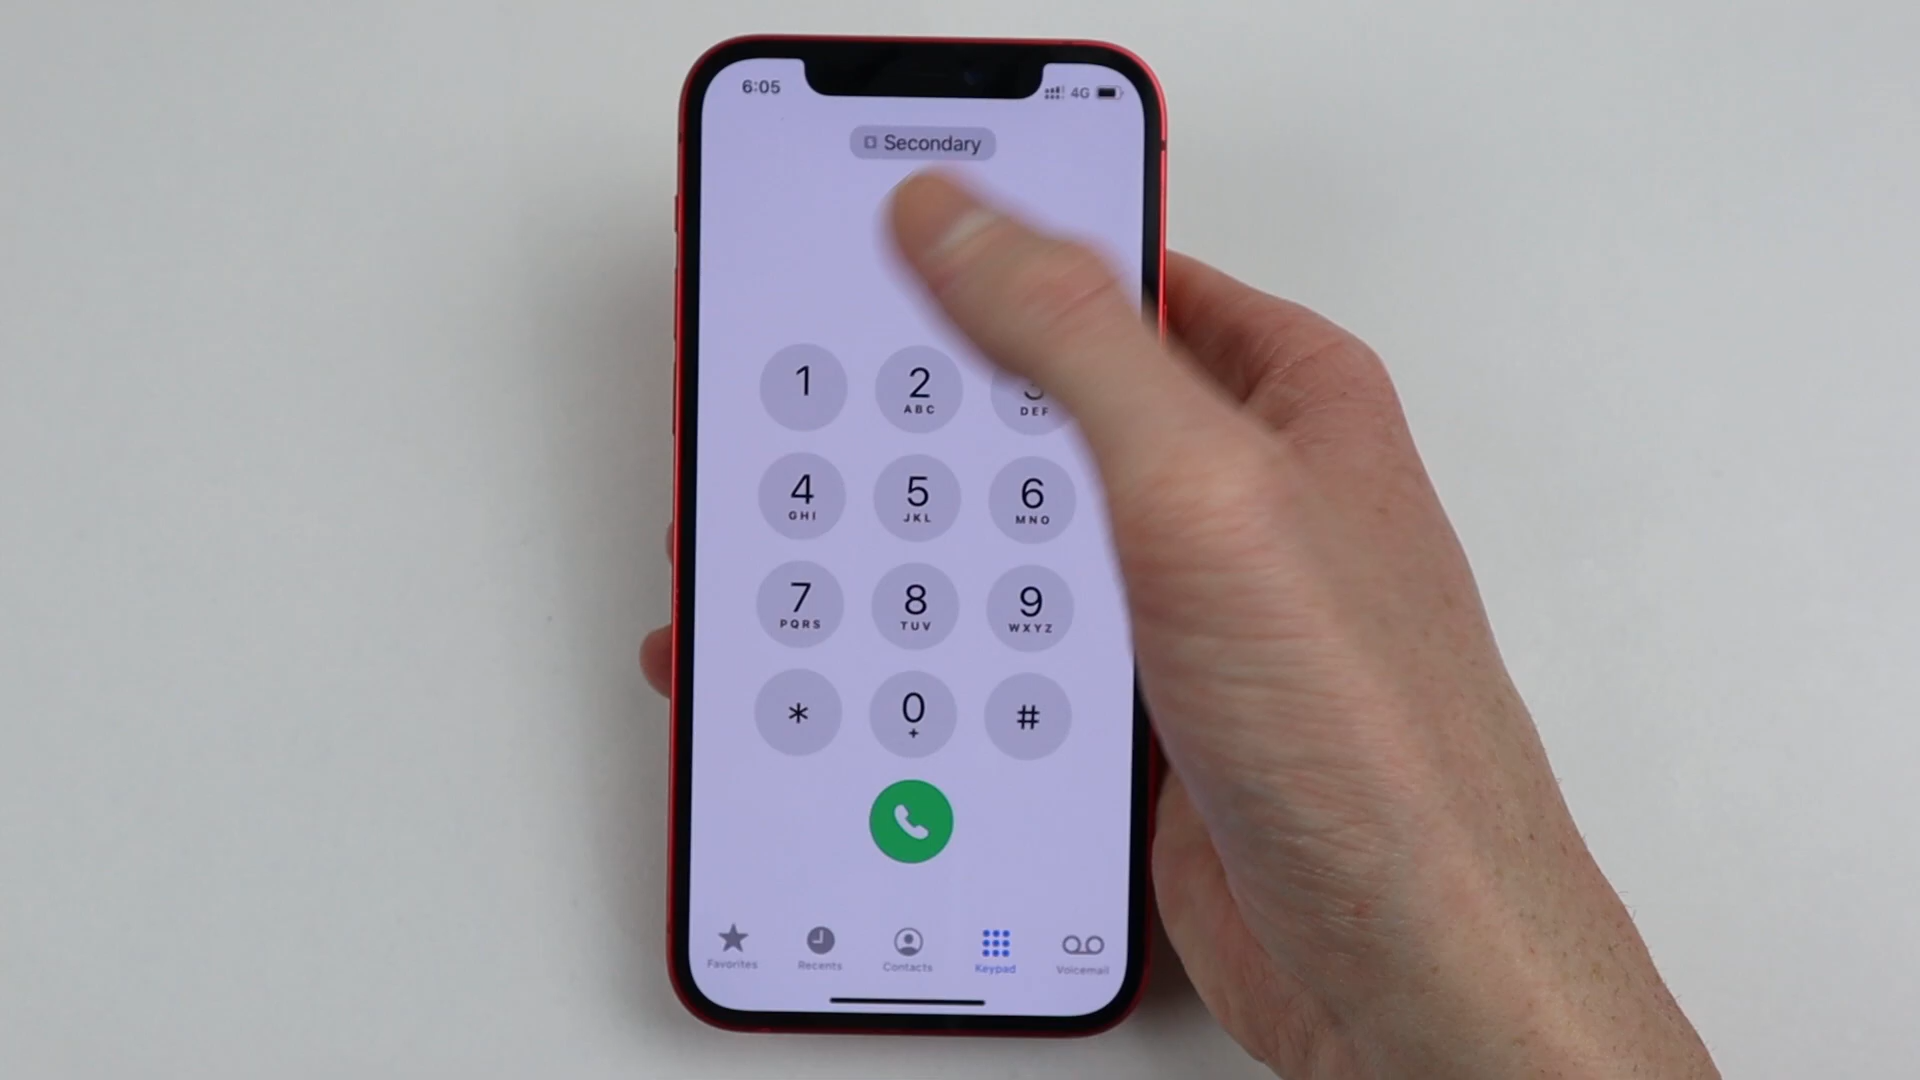 6:05 4G
Secondary
1 2 3
ABC DEF
4 5 6
GHI JKL MNO
7 8 9
PQRS TUV WXYZ
* 0 #
+
Favorites Recents Contacts Keypad Voicemail